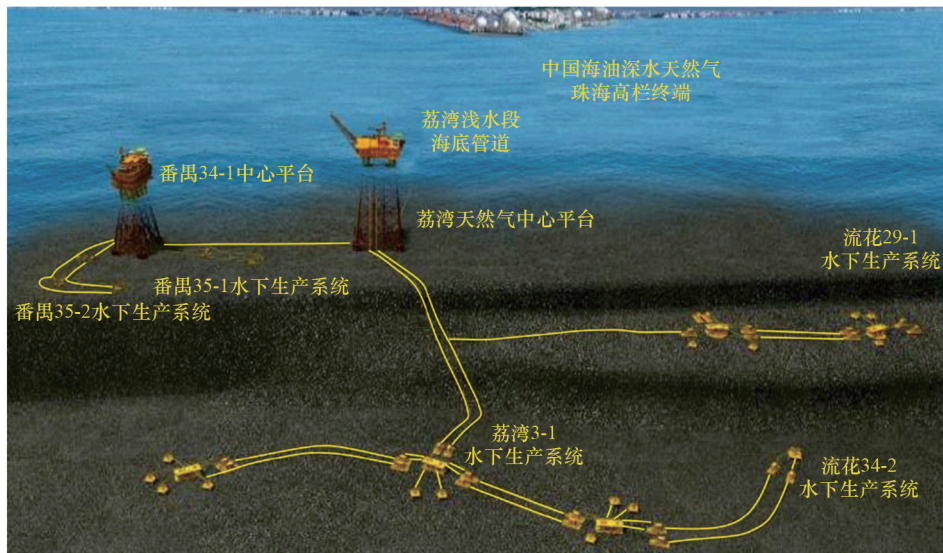 中国海油深水天然气
珠海高栏终端
荔湾浅水段
海底管道
番禺34-1中心平台
荔湾天然气中心平台
流花29-1
水下生产系统
番禺35-1水下生产系统
番禺35-2水下生产系统
荔湾3-1
水下生产系统
流花34-2
水下生产系统